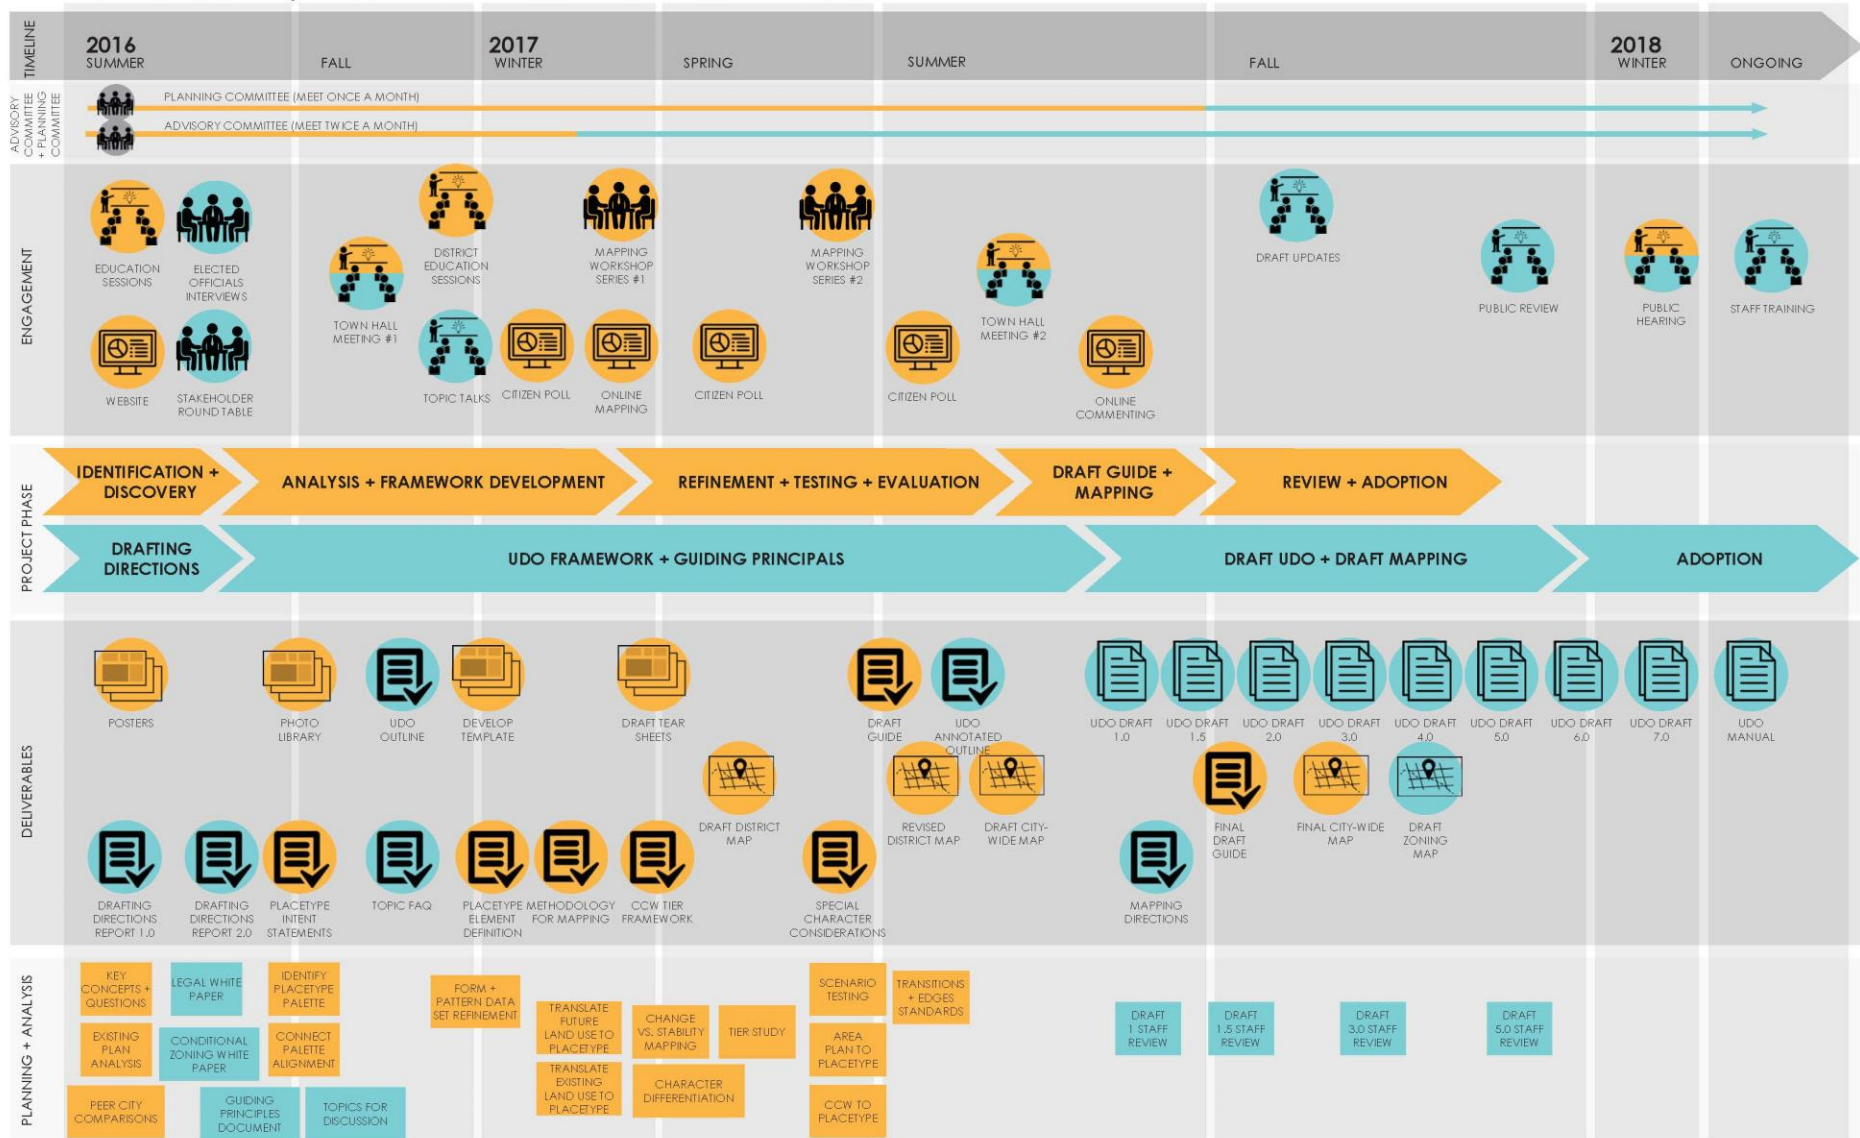 TIMELINE
2016
SUMMER
FALL
2017
WINTER
SPRING
SUMMER
FALL
2018
WINTER
ONGOING
ADVISORY
COMMITTEE
+ PLANNING
COMMITTEE
PLANNING COMMITTEE (MEET ONCE A MONTH)
ADVISORY COMMITTEE (MEET TWICE A MONTH)
ENGAGEMENT
EDUCATION
SESSIONS
ELECTED
OFFICIALS
INTERVIEWS
TOWN HALL
MEETING #1
DISTRICT
EDUCATION
SESSIONS
MAPPING
WORKSHOP
SERIES #1
MAPPING
WORKSHOP
SERIES #2
TOWN HALL
MEETING #2
DRAFT UPDATES
PUBLIC REVIEW
PUBLIC
HEARING
STAFF TRAINING
WEBSITE
STAKEHOLDER
ROUND TABLE
TOPIC TALKS
CITIZEN POLL
ONLINE
MAPPING
CITIZEN POLL
CITIZEN POLL
ONLINE
COMMENTING
PROJECT PHASE
IDENTIFICATION +
DISCOVERY
ANALYSIS + FRAMEWORK DEVELOPMENT
REFINEMENT + TESTING + EVALUATION
DRAFT GUIDE +
MAPPING
REVIEW + ADOPTION
DRAFTING
DIRECTIONS
UDO FRAMEWORK + GUIDING PRINCIPALS
DRAFT UDO + DRAFT MAPPING
ADOPTION
DELIVERABLES
POSTERS
PHOTO
LIBRARY
UDO
OUTLINE
DEVELOP
TEMPLATE
DRAFT TEAR
SHEETS
DRAFT
GUIDE
UDO
ANNOTATED
OUTLINE
UDO DRAFT
1.0
UDO DRAFT
1.5
UDO DRAFT
2.0
UDO DRAFT
3.0
UDO DRAFT
4.0
UDO DRAFT
5.0
UDO DRAFT
6.0
UDO DRAFT
7.0
UDO
MANUAL
DRAFT DISTRICT
MAP
REVISED
DISTRICT MAP
DRAFT CITY-
WIDE MAP
FINAL
DRAFT
GUIDE
FINAL CITY-WIDE
MAP
DRAFT
ZONING
MAP
DRAFTING
DIRECTIONS
REPORT 1.0
DRAFTING
DIRECTIONS
REPORT 2.0
PLACETYPE
INTENT
STATEMENTS
TOPIC FAQ
PLACETYPE
ELEMENT
DEFINITION
METHODOLOGY
FOR MAPPING
CCW TIER
FRAMEWORK
SPECIAL
CHARACTER
CONSIDERATIONS
MAPPING
DIRECTIONS
PLANNING + ANALYSIS
KEY
CONCEPTS +
QUESTIONS
LEGAL WHITE
PAPER
IDENTIFY
PLACETYPE
PALETTE
FORM +
PATTERN DATA
SET REFINEMENT
TRANSLATE
FUTURE
LAND USE TO
PLACETYPE
CHANGE
VS. STABILITY
MAPPING
TIER STUDY
SCENARIO
TESTING
TRANSITIONS
+ EDGES
STANDARDS
DRAFT
1 STAFF
REVIEW
DRAFT
1.5 STAFF
REVIEW
DRAFT
3.0 STAFF
REVIEW
DRAFT
5.0 STAFF
REVIEW
EXISTING
PLAN
ANALYSIS
CONDITIONAL
ZONING WHITE
PAPER
CONNECT
PALETTE
ALIGNMENT
TRANSLATE
EXISTING
LAND USE TO
PLACETYPE
CHARACTER
DIFFERENTIATION
AREA
PLAN TO
PLACETYPE
PEER CITY
COMPARISONS
GUIDING
PRINCIPLES
DOCUMENT
TOPICS FOR
DISCUSSION
CCW TO
PLACETYPE